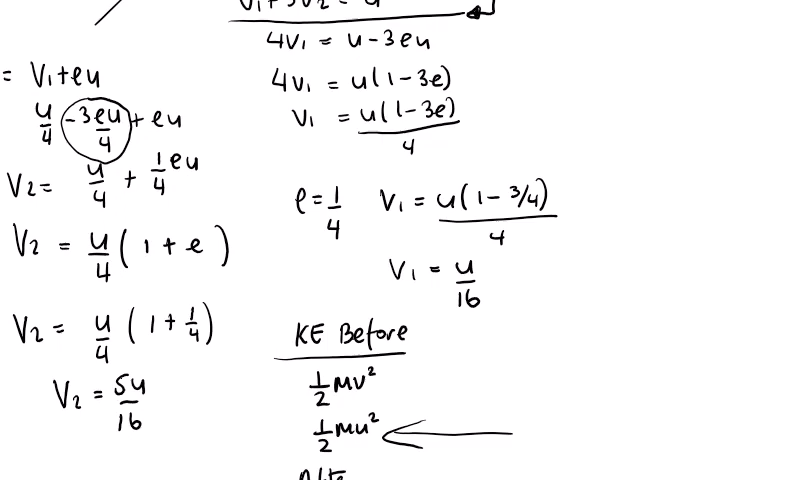 V₁ + 3V₂ = u
4V₁ = u - 3eu
= V₁ + eu
4V₁ = u(1 - 3e)
u/4 - 3eu/4 + eu
V₁ = u(1 - 3e)/4
V₂ = u/4 + 1/4 eu
e = 1/4 V₁ = u(1 - 3/4)/4
V₂ = u/4 (1 + e)
V₁ = u/16
V₂ = u/4 (1 + 1/4)
KE Before
V₂ = 5u/16
1/2 mv²
1/2 mu²